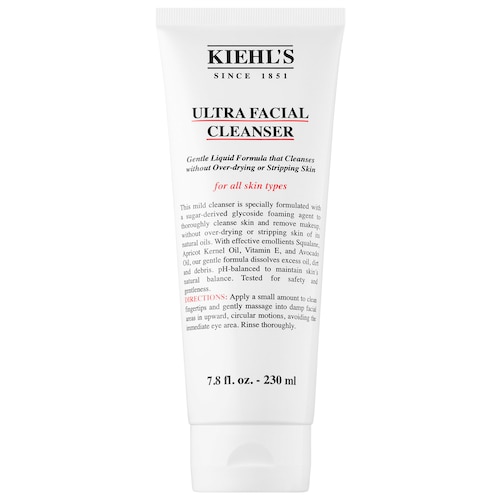 KIEHL'S
SINCE 1851
ULTRA FACIAL
CLEANSER
Gentle Liquid Formula that Cleanses
without Over-drying or Stripping Skin
for all skin types
This mild cleanser is specially formulated with
a sugar-derived glycoside foaming agent to
thoroughly cleanse skin and remove makeup,
without over-drying or stripping skin of its
natural oils. With effective emollients Squalane,
Apricot Kernel Oil, Vitamin E, and Avocado
Oil, our gentle formula dissolves excess oil, dirt
and debris. pH-balanced to maintain skin's
natural balance. Tested for safety and
gentleness.
DIRECTIONS: Apply a small amount to clean
fingertips and gently massage into damp facial
areas in upward, circular motions, avoiding the
immediate eye area. Rinse thoroughly.
7.8 fl. oz. - 230 ml